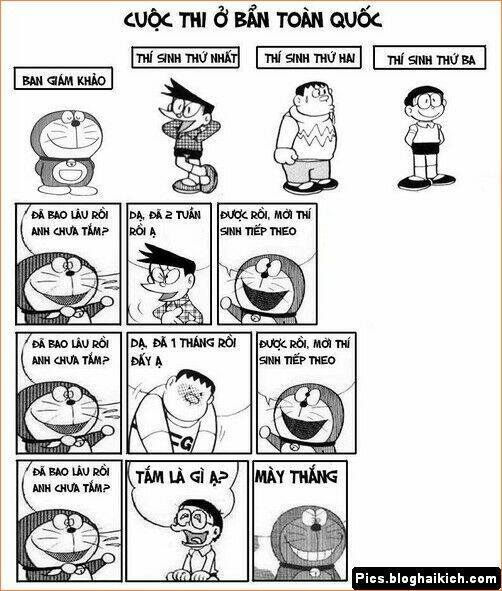 CUỘC THI Ở BẨN TOÀN QUỐC
BAN GIÁM KHẢO
THÍ SINH THỨ NHẤT
THÍ SINH THỨ HAI
THÍ SINH THỨ BA
ĐÃ BAO LÂU RỒI
ANH CHƯA TẮM?
DẠ, ĐÃ 2 TUẦN
RỒI Ạ
ĐƯỢC RỒI, MỜI THÍ
SINH TIẾP THEO
ĐÃ BAO LÂU RỒI
ANH CHƯA TẮM?
DẠ, ĐÃ 1 THÁNG RỒI
ĐẤY Ạ
ĐƯỢC RỒI, MỜI THÍ
SINH TIẾP THEO
ĐÃ BAO LÂU RỒI
ANH CHƯA TẮM?
TẮM LÀ GÌ Ạ?
MÀY THẮNG
Pics.bloghaikich.com